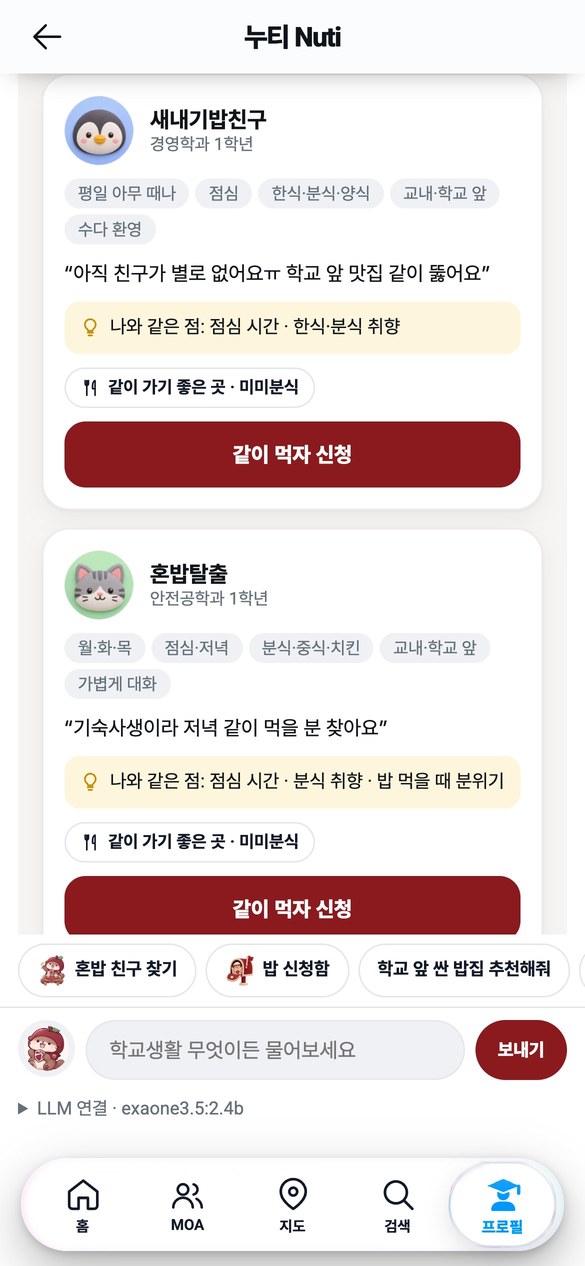 누티 Nuti
새내기밥친구
경영학과 1학년
평일 아무 때나 점심 한식·분식·양식 교내·학교 앞
수다 환영
“아직 친구가 별로 없어요ㅠ 학교 앞 맛집 같이 뚫어요”
나와 같은 점: 점심 시간 · 한식·분식 취향
같이 가기 좋은 곳 · 미미분식
같이 먹자 신청
혼밥탈출
안전공학과 1학년
월·화·목 점심·저녁 분식·중식·치킨 교내·학교 앞
가볍게 대화
“기숙사생이라 저녁 같이 먹을 분 찾아요”
나와 같은 점: 점심 시간 · 분식 취향 · 밥 먹을 때 분위기
같이 가기 좋은 곳 · 미미분식
같이 먹자 신청
혼밥 친구 찾기 밥 신청함 학교 앞 싼 밥집 추천해줘
학교생활 무엇이든 물어보세요 보내기
▶ LLM 연결 · exaone3.5:2.4b
홈 MOA 지도 검색 프로필